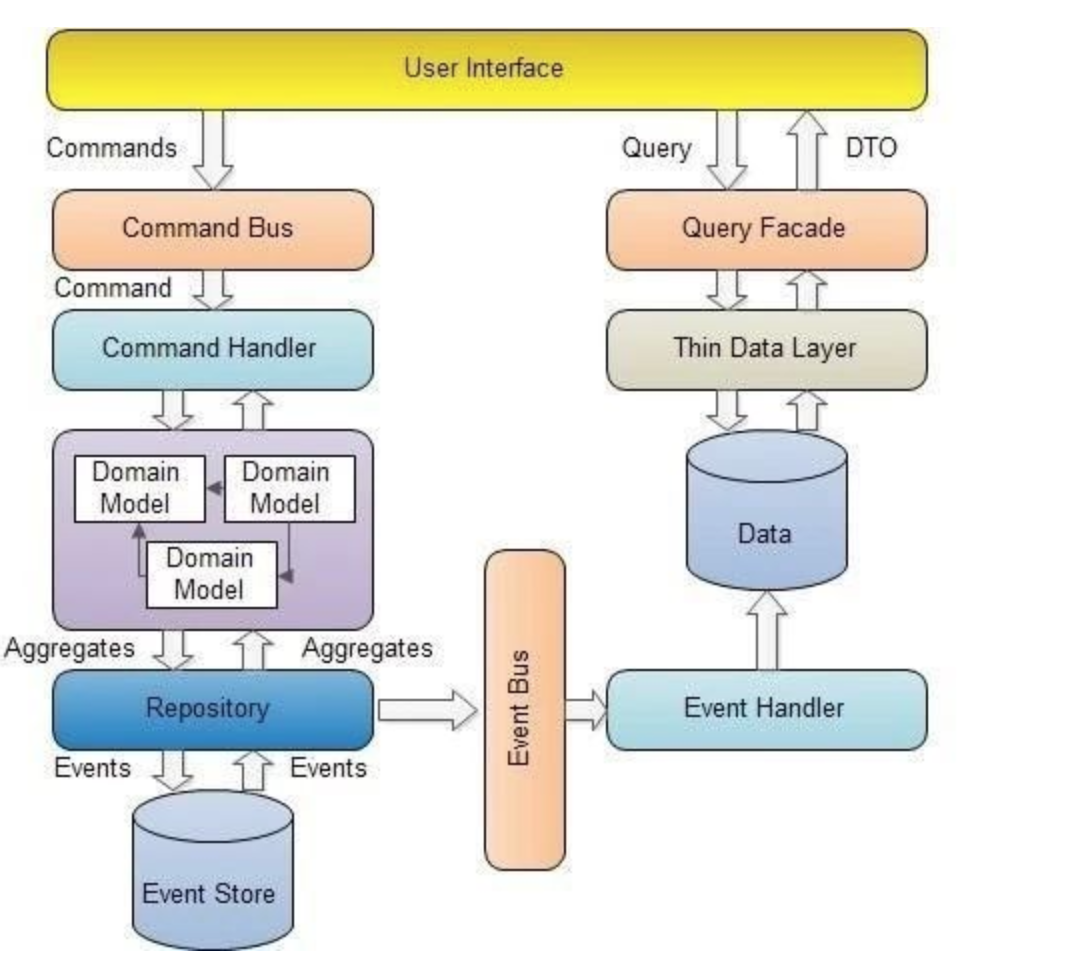 User Interface
Commands
Query
DTO
Command Bus
Query Facade
Command
Command Handler
Thin Data Layer
Domain
Model
Domain
Model
Domain
Model
Data
Aggregates
Aggregates
Repository
Event Bus
Event Handler
Events
Events
Event Store